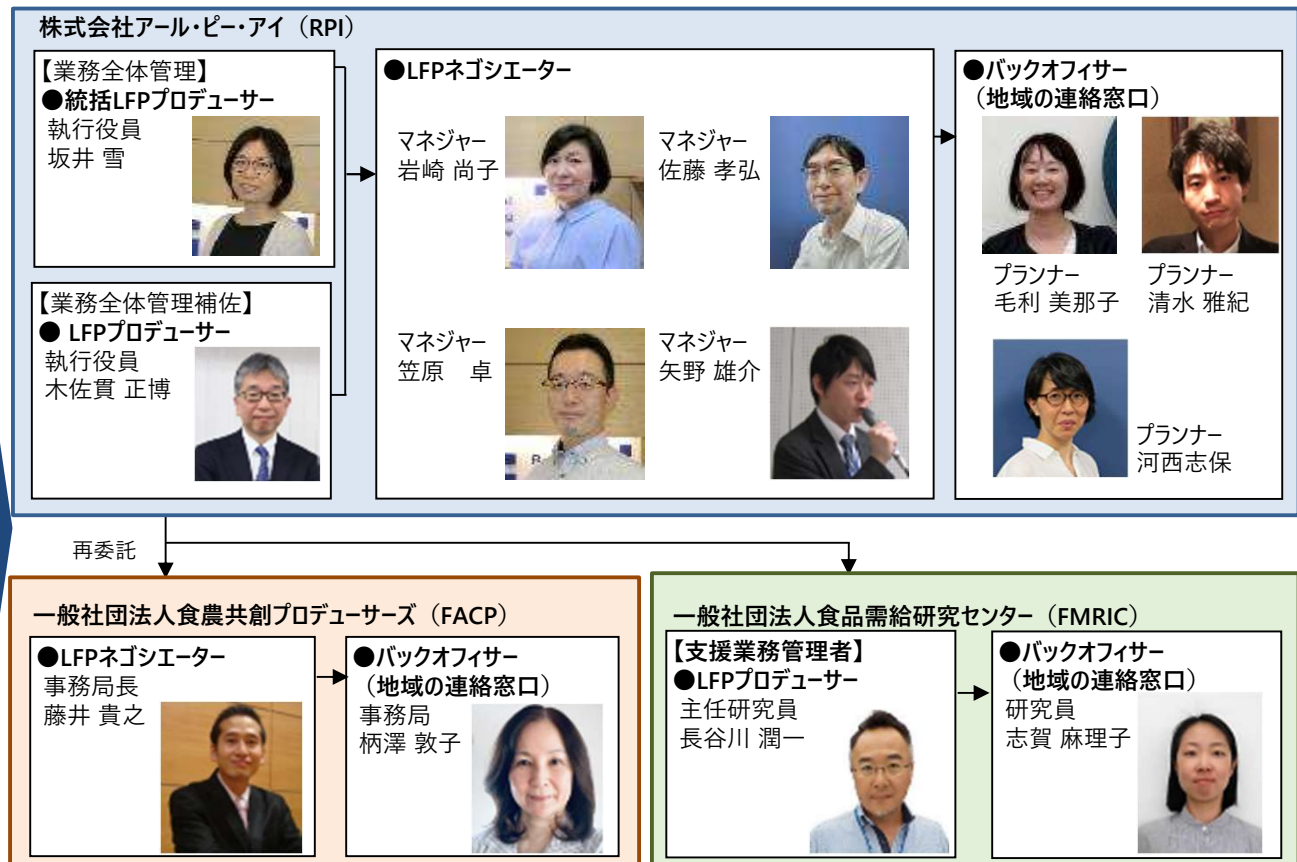 株式会社アール・ピー・アイ（RPI）
【業務全体管理】
●統括LFPプロデューサー
執行役員
坂井 雪
【業務全体管理補佐】
● LFPプロデューサー
執行役員
木佐貫 正博
●LFPネゴシエーター
マネジャー
岩崎 尚子
マネジャー
佐藤 孝弘
マネジャー
笠原　卓
マネジャー
矢野 雄介
●バックオフィサー
（地域の連絡窓口）
プランナー
毛利 美那子
プランナー
清水 雅紀
プランナー
河西志保
再委託
一般社団法人食農共創プロデューサーズ（FACP）
●LFPネゴシエーター
事務局長
藤井 貴之
●バックオフィサー
（地域の連絡窓口）
事務局
柄澤 敦子
一般社団法人食品需給研究センター（FMRIC）
【支援業務管理者】
●LFPプロデューサー
主任研究員
長谷川 潤一
●バックオフィサー
（地域の連絡窓口）
研究員
志賀 麻理子